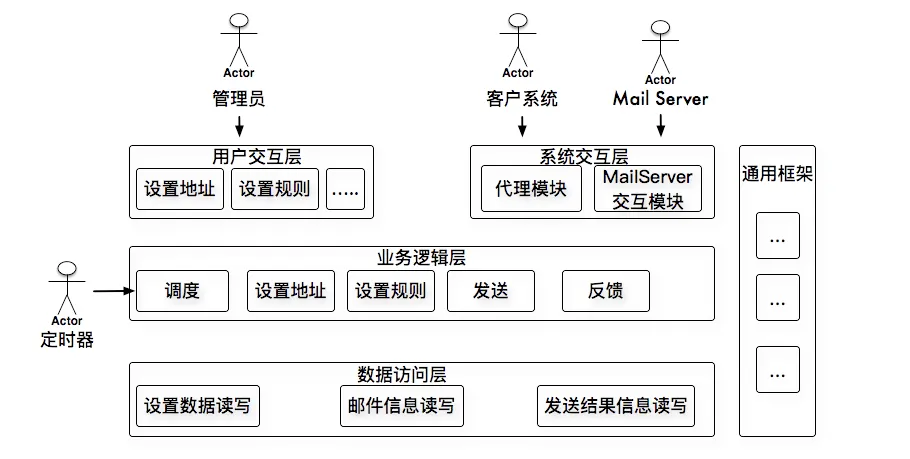 Actor
管理员
Actor
客户系统
Actor
Mail Server
用户交互层
设置地址
设置规则
.....
系统交互层
代理模块
MailServer
交互模块
通用框架
...
...
...
Actor
定时器
业务逻辑层
调度
设置地址
设置规则
发送
反馈
数据访问层
设置数据读写
邮件信息读写
发送结果信息读写